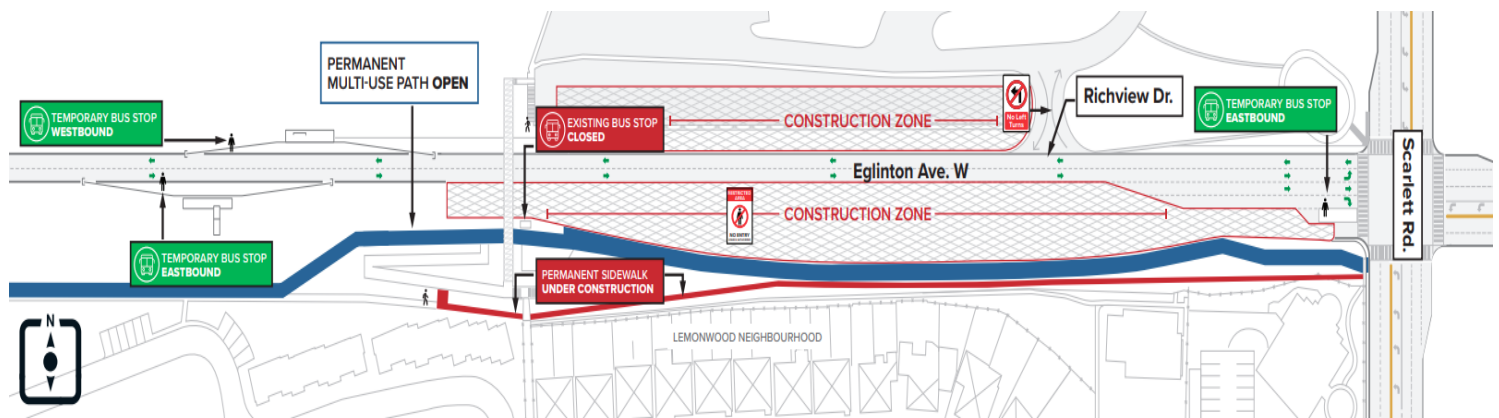 TEMPORARY BUS STOP
WESTBOUND
PERMANENT
MULTI-USE PATH OPEN
EXISTING BUS STOP
CLOSED
CONSTRUCTION ZONE
No Left
Turns
Richview Dr.
TEMPORARY BUS STOP
EASTBOUND
Eglinton Ave. W
Scarlett Rd.
RESTRICTED
AREA
NO ENTRY
CONSTRUCTION ZONE
TEMPORARY BUS STOP
EASTBOUND
PERMANENT SIDEWALK
UNDER CONSTRUCTION
N
LEMONWOOD NEIGHBOURHOOD